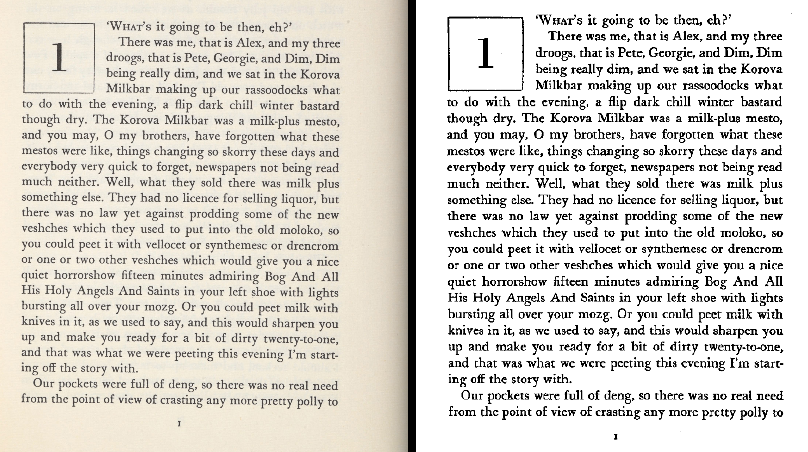 1
‘WHAT’s it going to be then, eh?’
There was me, that is Alex, and my three
droogs, that is Pete, Georgie, and Dim, Dim
being really dim, and we sat in the Korova
Milkbar making up our rassoodocks what
to do with the evening, a flip dark chill winter bastard
though dry. The Korova Milkbar was a milk-plus mesto,
and you may, O my brothers, have forgotten what these
mestos were like, things changing so skorry these days and
everybody very quick to forget, newspapers not being read
much neither. Well, what they sold there was milk plus
something else. They had no licence for selling liquor, but
there was no law yet against prodding some of the new
veshches which they used to put into the old moloko, so
you could peet it with vellocet or synthemesc or drencrom
or one or two other veshches which would give you a nice
quiet horrorshow fifteen minutes admiring Bog And All
His Holy Angels And Saints in your left shoe with lights
bursting all over your mozg. Or you could peet milk with
knives in it, as we used to say, and this would sharpen you
up and make you ready for a bit of dirty twenty-to-one,
and that was what we were peeting this evening I’m start-
ing off the story with.
Our pockets were full of deng, so there was no real need
from the point of view of crasting any more pretty polly to
1
1
‘WHAT’s it going to be then, eh?’
There was me, that is Alex, and my three
droogs, that is Pete, Georgie, and Dim, Dim
being really dim, and we sat in the Korova
Milkbar making up our rassoodocks what
to do with the evening, a flip dark chill winter bastard
though dry. The Korova Milkbar was a milk-plus mesto,
and you may, O my brothers, have forgotten what these
mestos were like, things changing so skorry these days and
everybody very quick to forget, newspapers not being read
much neither. Well, what they sold there was milk plus
something else. They had no licence for selling liquor, but
there was no law yet against prodding some of the new
veshches which they used to put into the old moloko, so
you could peet it with vellocet or synthemesc or drencrom
or one or two other veshches which would give you a nice
quiet horrorshow fifteen minutes admiring Bog And All
His Holy Angels And Saints in your left shoe with lights
bursting all over your mozg. Or you could peet milk with
knives in it, as we used to say, and this would sharpen you
up and make you ready for a bit of dirty twenty-to-one,
and that was what we were peeting this evening I’m start-
ing off the story with.
Our pockets were full of deng, so there was no real need
from the point of view of crasting any more pretty polly to
1